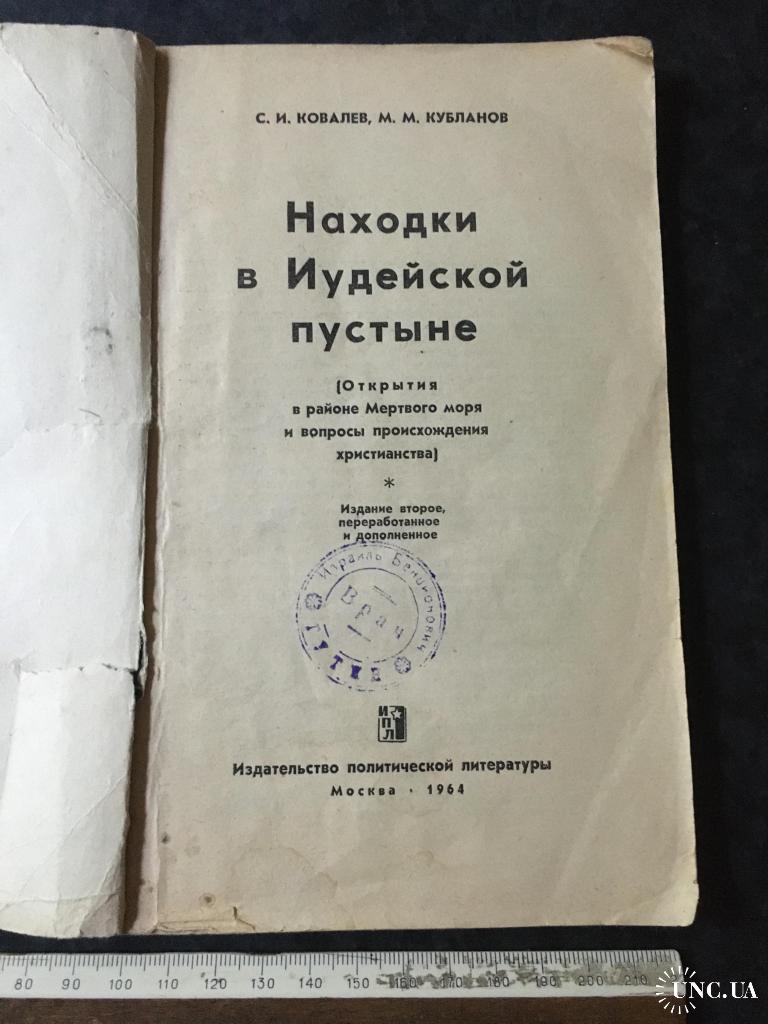 С. И. КОВАЛЕВ, М. М. КУБЛАНОВ
Находки
в Иудейской
пустыне
(Открытия
в районе Мертвого моря
и вопросы происхождения
христианства)
*
Издание второе,
переработанное
и дополненное
Израиль Бенционович
Врач
ИПЛ
Издательство политической литературы
Москва · 1964
80 90 100 110 120 130 140 150 160 170 180 190 200 210
UNC.UA